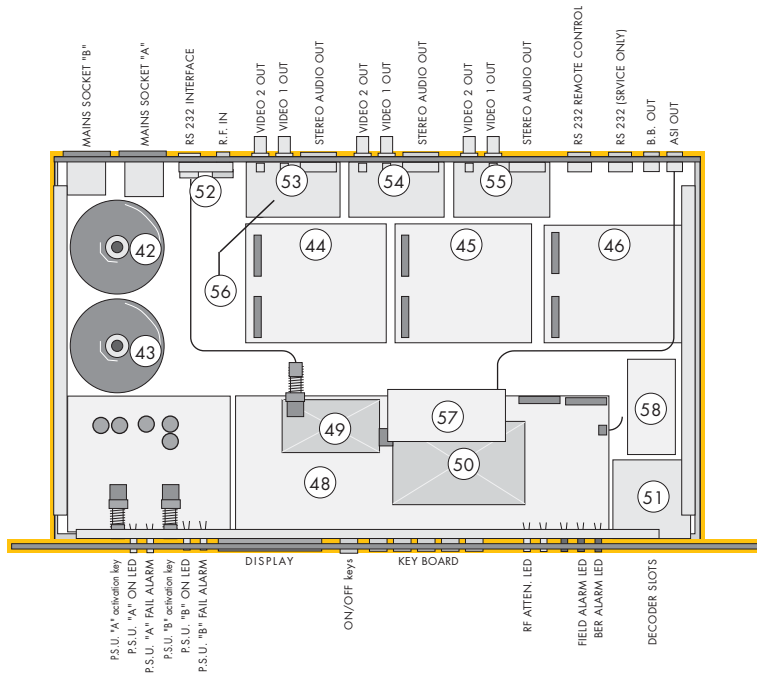 MAINS SOCKET "B"
MAINS SOCKET "A"
RS 232 INTERFACE
R.F. IN
VIDEO 2 OUT
VIDEO 1 OUT
STEREO AUDIO OUT
VIDEO 2 OUT
VIDEO 1 OUT
STEREO AUDIO OUT
VIDEO 2 OUT
VIDEO 1 OUT
STEREO AUDIO OUT
RS 232 REMOTE CONTROL
RS 232 (SRVICE ONLY)
B.B. OUT
ASI OUT
52
53
54
55
42
44
45
46
56
43
57
58
49
50
48
51
P.S.U. "A" activation key
P.S.U. "A" ON LED
P.S.U. "A" FAIL ALARM
P.S.U. "B" activation key
P.S.U. "B" ON LED
P.S.U. "B" FAIL ALARM
DISPLAY
ON/OFF keys
KEY BOARD
RF ATTEN. LED
FIELD ALARM LED
BER ALARM LED
DECODER SLOTS